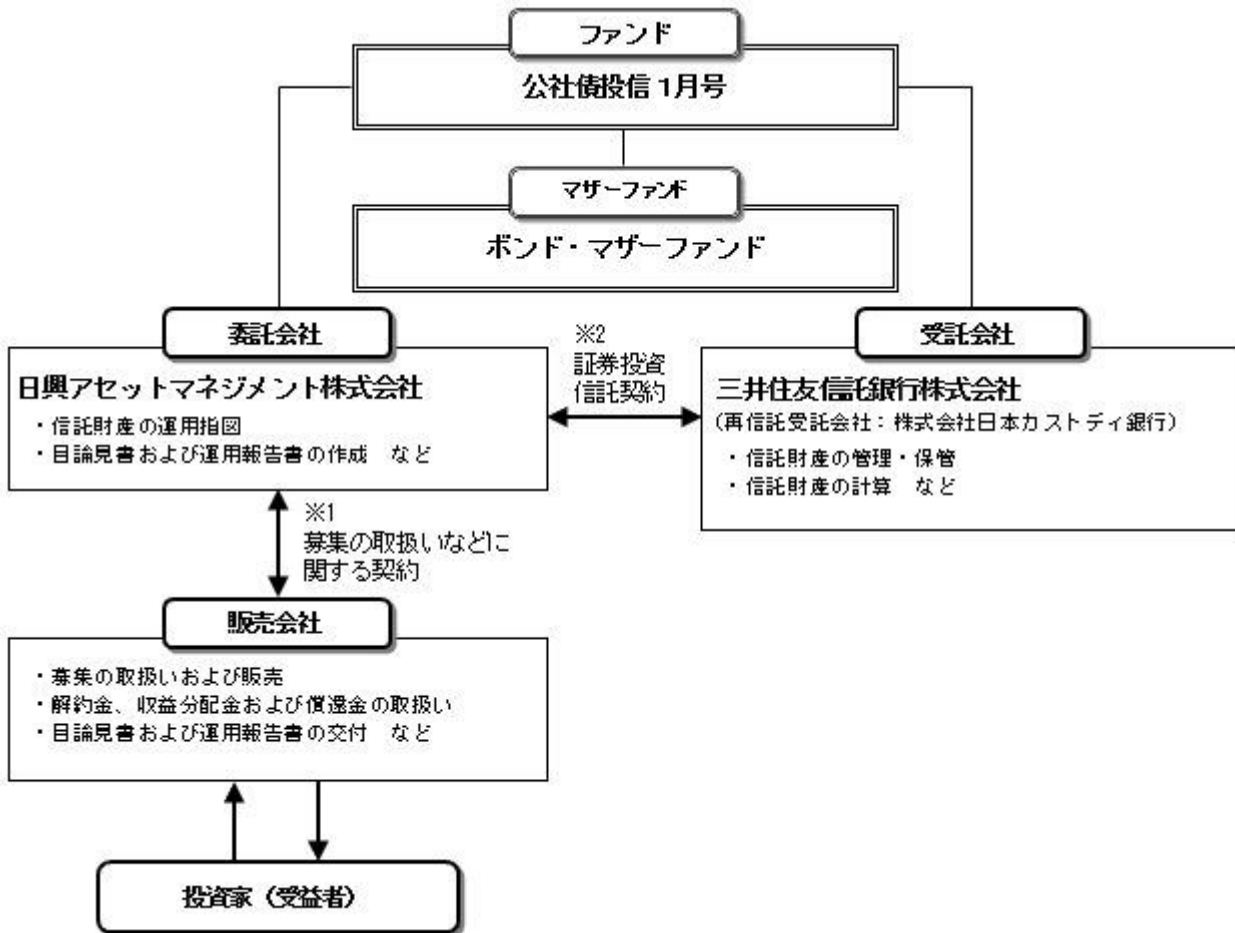 ファンド
公社債投信 1月号
マザーファンド
ボンド・マザーファンド
委託会社
日興アセットマネジメント株式会社
・信託財産の運用指図
・目論見書および運用報告書の作成 など
※2
証券投資
信託契約
受託会社
三井住友信託銀行株式会社
(再信託受託会社:株式会社日本カストディ銀行)
・信託財産の管理・保管
・信託財産の計算 など
※1
募集の取扱いなどに
関する契約
販売会社
・募集の取扱いおよび販売
・解約金、収益分配金および償還金の取扱い
・目論見書および運用報告書の交付 など
投資家(受益者)